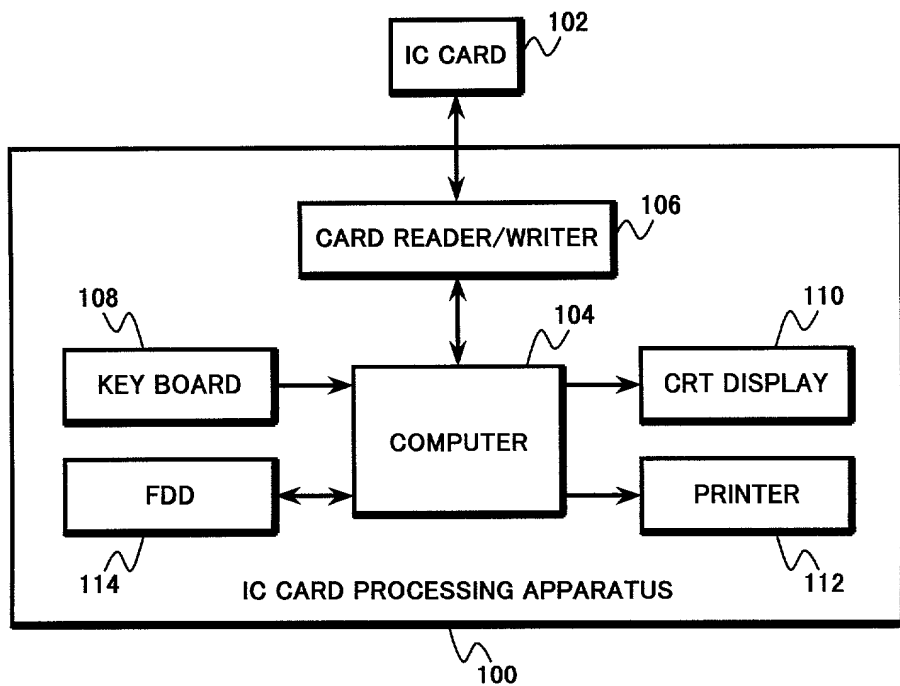 102
IC CARD
106
CARD READER/WRITER
108
104
110
KEY BOARD
COMPUTER
CRT DISPLAY
FDD
PRINTER
114
112
IC CARD PROCESSING APPARATUS
100